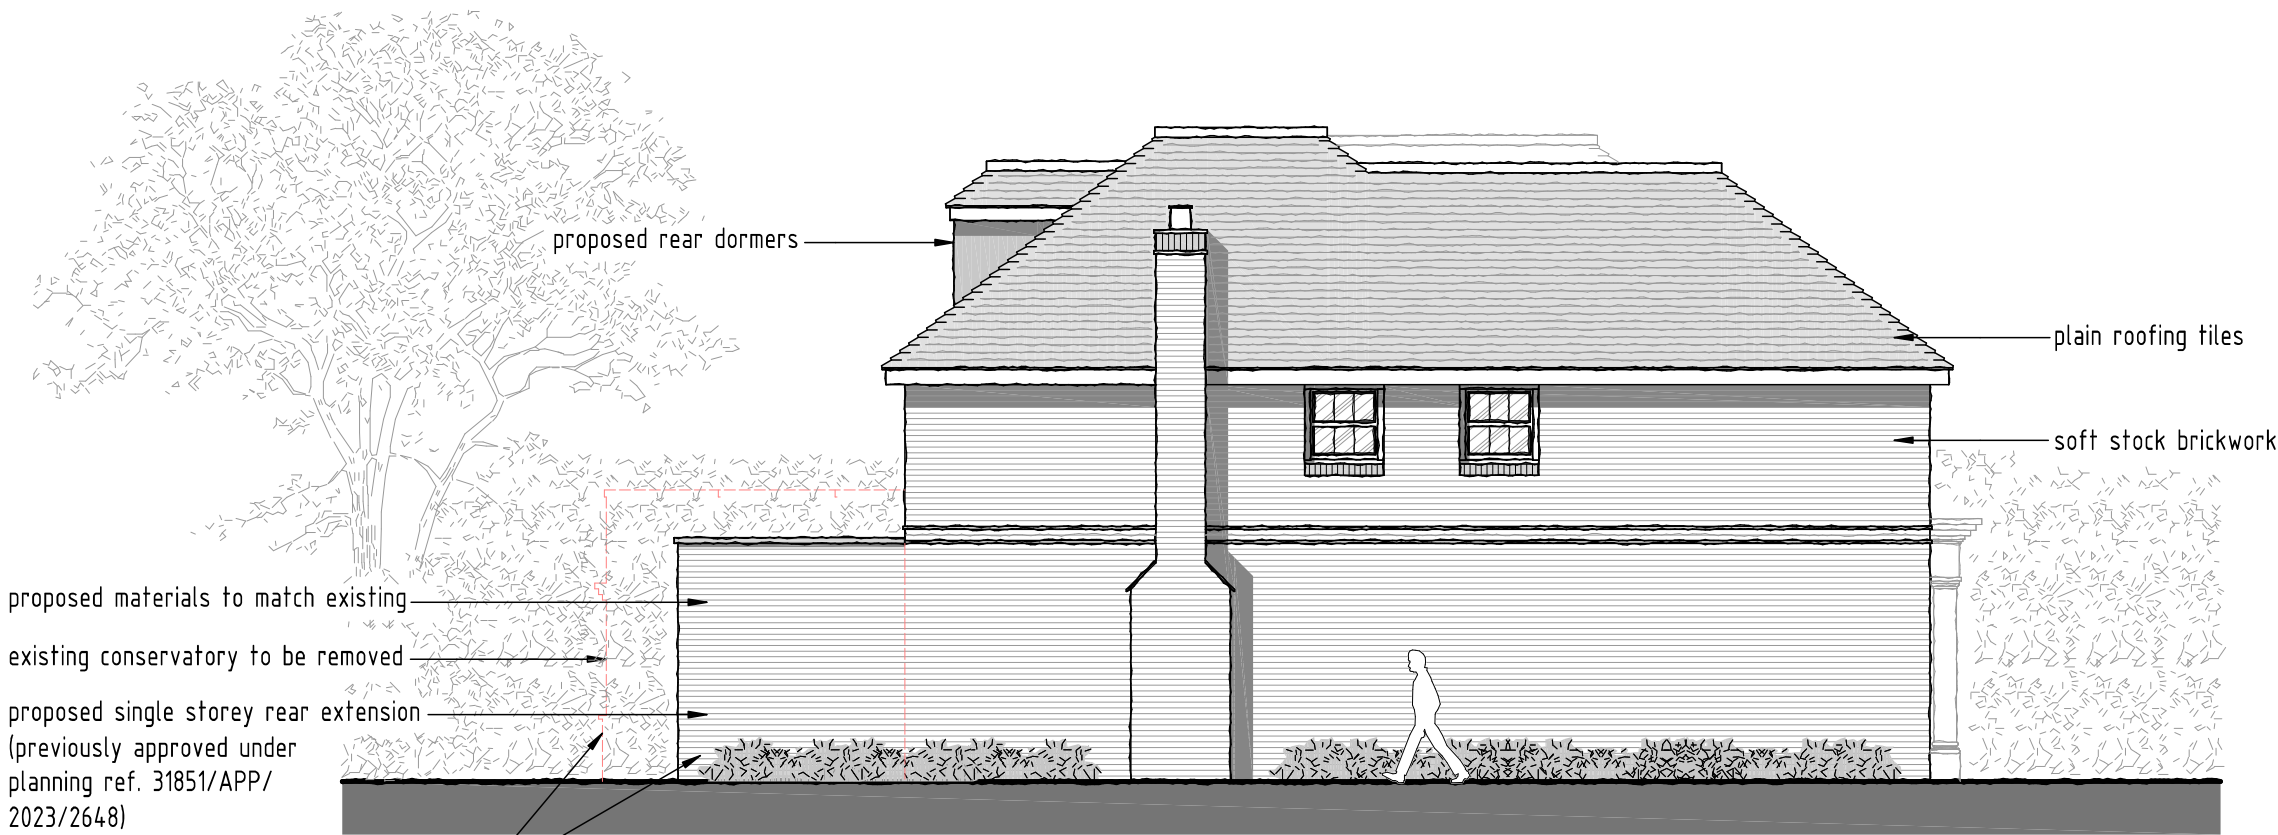 proposed rear dormers
plain roofing tiles
soft stock brickwork
proposed materials to match existing
existing conservatory to be removed
proposed single storey rear extension
(previously approved under
planning ref. 31851/APP/
2023/2648)